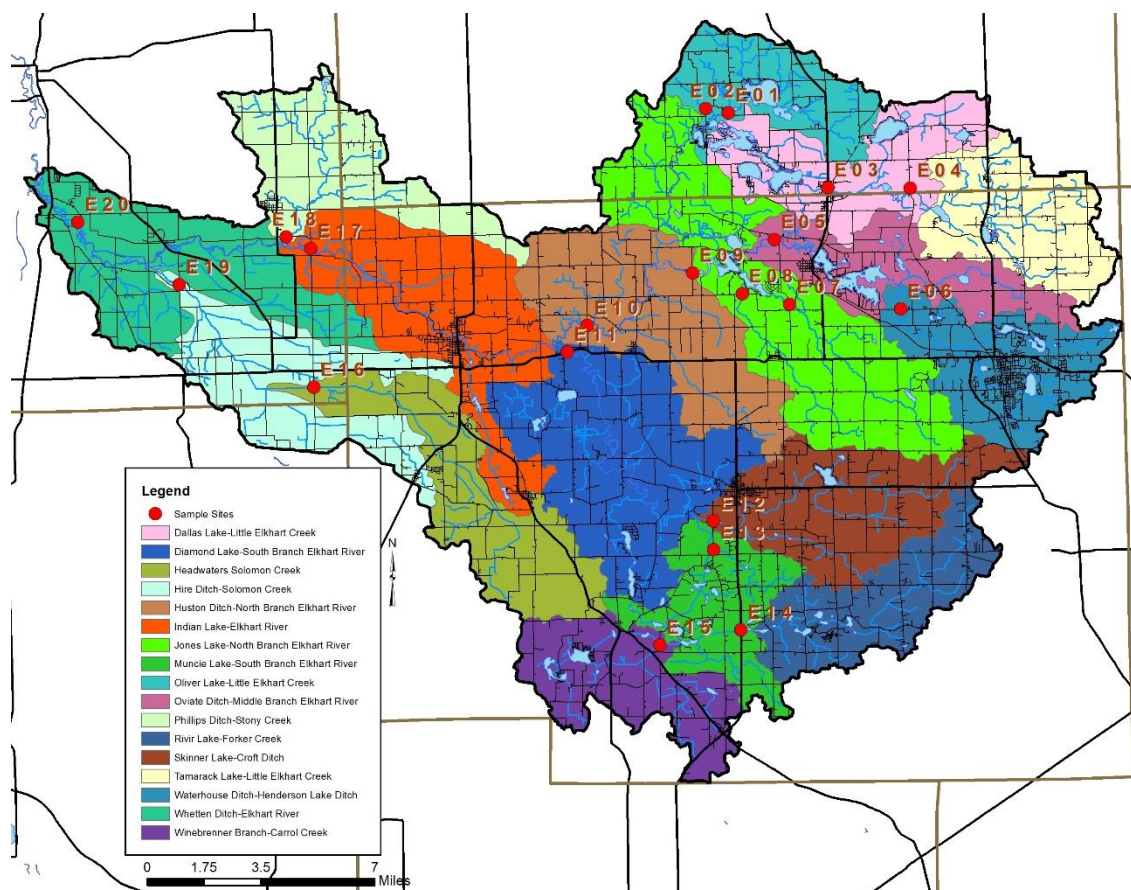 E02 E01
E03 E04
E20
E18
E17
E05
E19
E09
E08
E07
E06
E10
E11
E16
E12
E13
E14
E15
Legend
Sample Sites
Dallas Lake-Little Elkhart Creek
Diamond Lake-South Branch Elkhart River
Headwaters Solomon Creek
Hire Ditch-Solomon Creek
Huston Ditch-North Branch Elkhart River
Indian Lake-Elkhart River
Jones Lake-North Branch Elkhart River
Muncie Lake-South Branch Elkhart River
Oliver Lake-Little Elkhart Creek
Oviate Ditch-Middle Branch Elkhart River
Phillips Ditch-Stony Creek
Rivir Lake-Forker Creek
Skinner Lake-Croft Ditch
Tamarack Lake-Little Elkhart Creek
Waterhouse Ditch-Henderson Lake Ditch
Whetten Ditch-Elkhart River
Winebrenner Branch-Carrol Creek
N
0 1.75 3.5 7
Miles